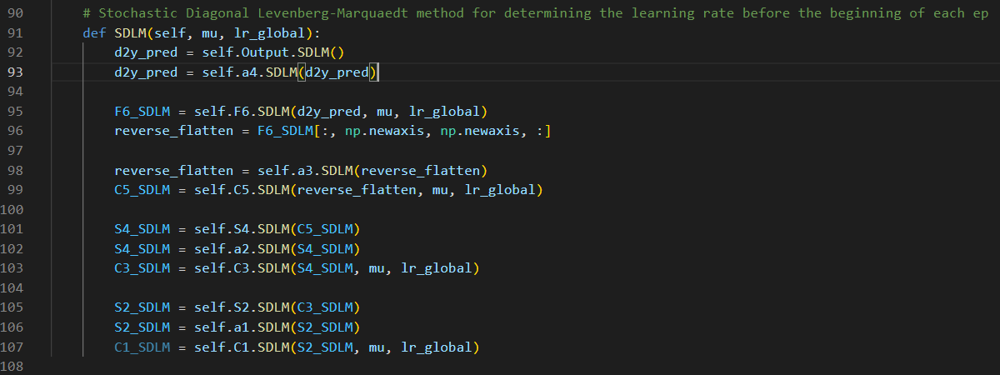 90 # Stochastic Diagonal Levenberg-Marquaedt method for determining the learning rate before the beginning of each ep
91 def SDLM(self, mu, lr_global):
92 d2y_pred = self.Output.SDLM()
93 d2y_pred = self.a4.SDLM(d2y_pred)
94
95 F6_SDLM = self.F6.SDLM(d2y_pred, mu, lr_global)
96 reverse_flatten = F6_SDLM[:, np.newaxis, np.newaxis, :]
97
98 reverse_flatten = self.a3.SDLM(reverse_flatten)
99 C5_SDLM = self.C5.SDLM(reverse_flatten, mu, lr_global)
100
101 S4_SDLM = self.S4.SDLM(C5_SDLM)
102 S4_SDLM = self.a2.SDLM(S4_SDLM)
103 C3_SDLM = self.C3.SDLM(S4_SDLM, mu, lr_global)
104
105 S2_SDLM = self.S2.SDLM(C3_SDLM)
106 S2_SDLM = self.a1.SDLM(S2_SDLM)
107 C1_SDLM = self.C1.SDLM(S2_SDLM, mu, lr_global)
108